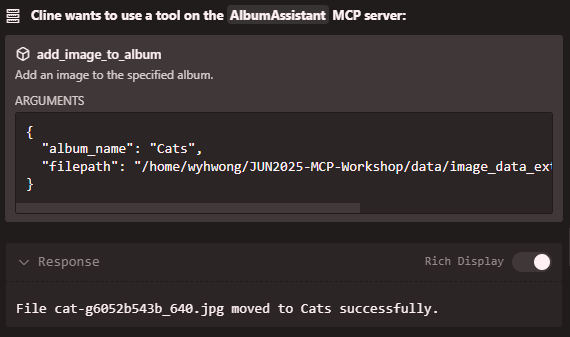 Cline wants to use a tool on the AlbumAssistant MCP server:
add_image_to_album
Add an image to the specified album.
ARGUMENTS
{
"album_name": "Cats",
"filepath": "/home/wyhwong/JUN2025-MCP-Workshop/data/image_data_ext
}
Response Rich Display
File cat-g6052b543b_640.jpg moved to Cats successfully.